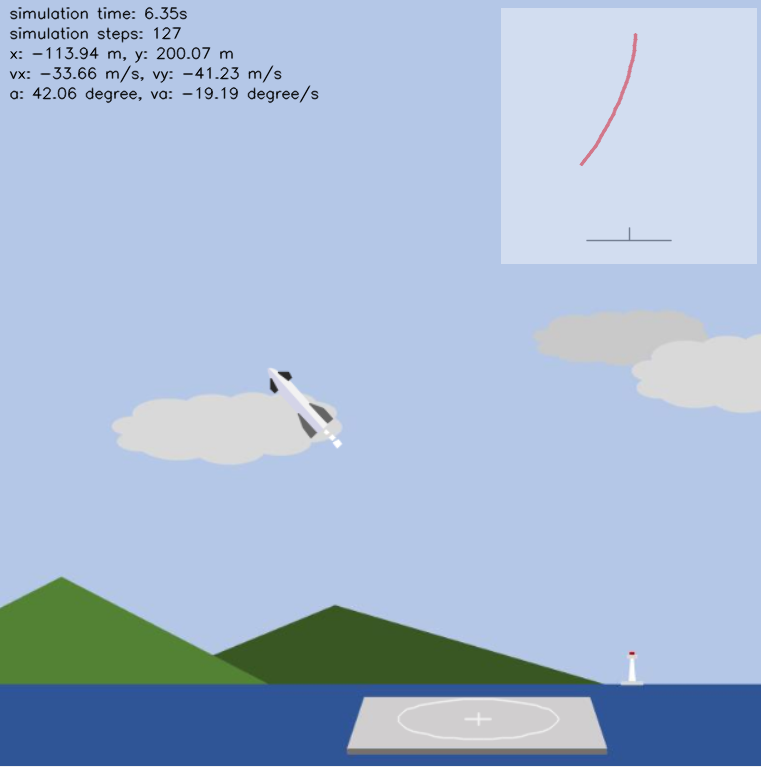 simulation time: 6.35s
simulation steps: 127
x: −113.94 m, y: 200.07 m
vx: −33.66 m/s, vy: −41.23 m/s
a: 42.06 degree, va: −19.19 degree/s